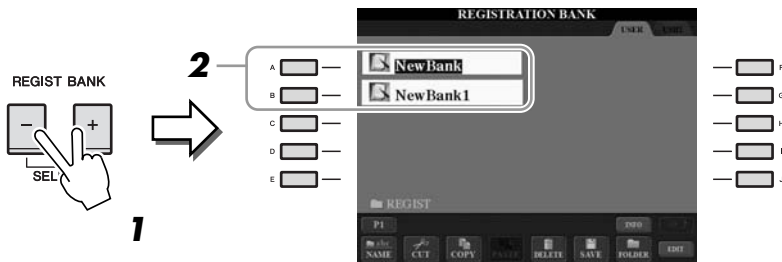 REGISTRATION BANK
USER
USB1
2
A
NewBank
F
REGIST BANK
B
NewBank1
G
- +
C
H
D
I
SEL
E
REGIST
J
1
P1
INFO
NAME CUT COPY PASTE DELETE SAVE FOLDER EDIT